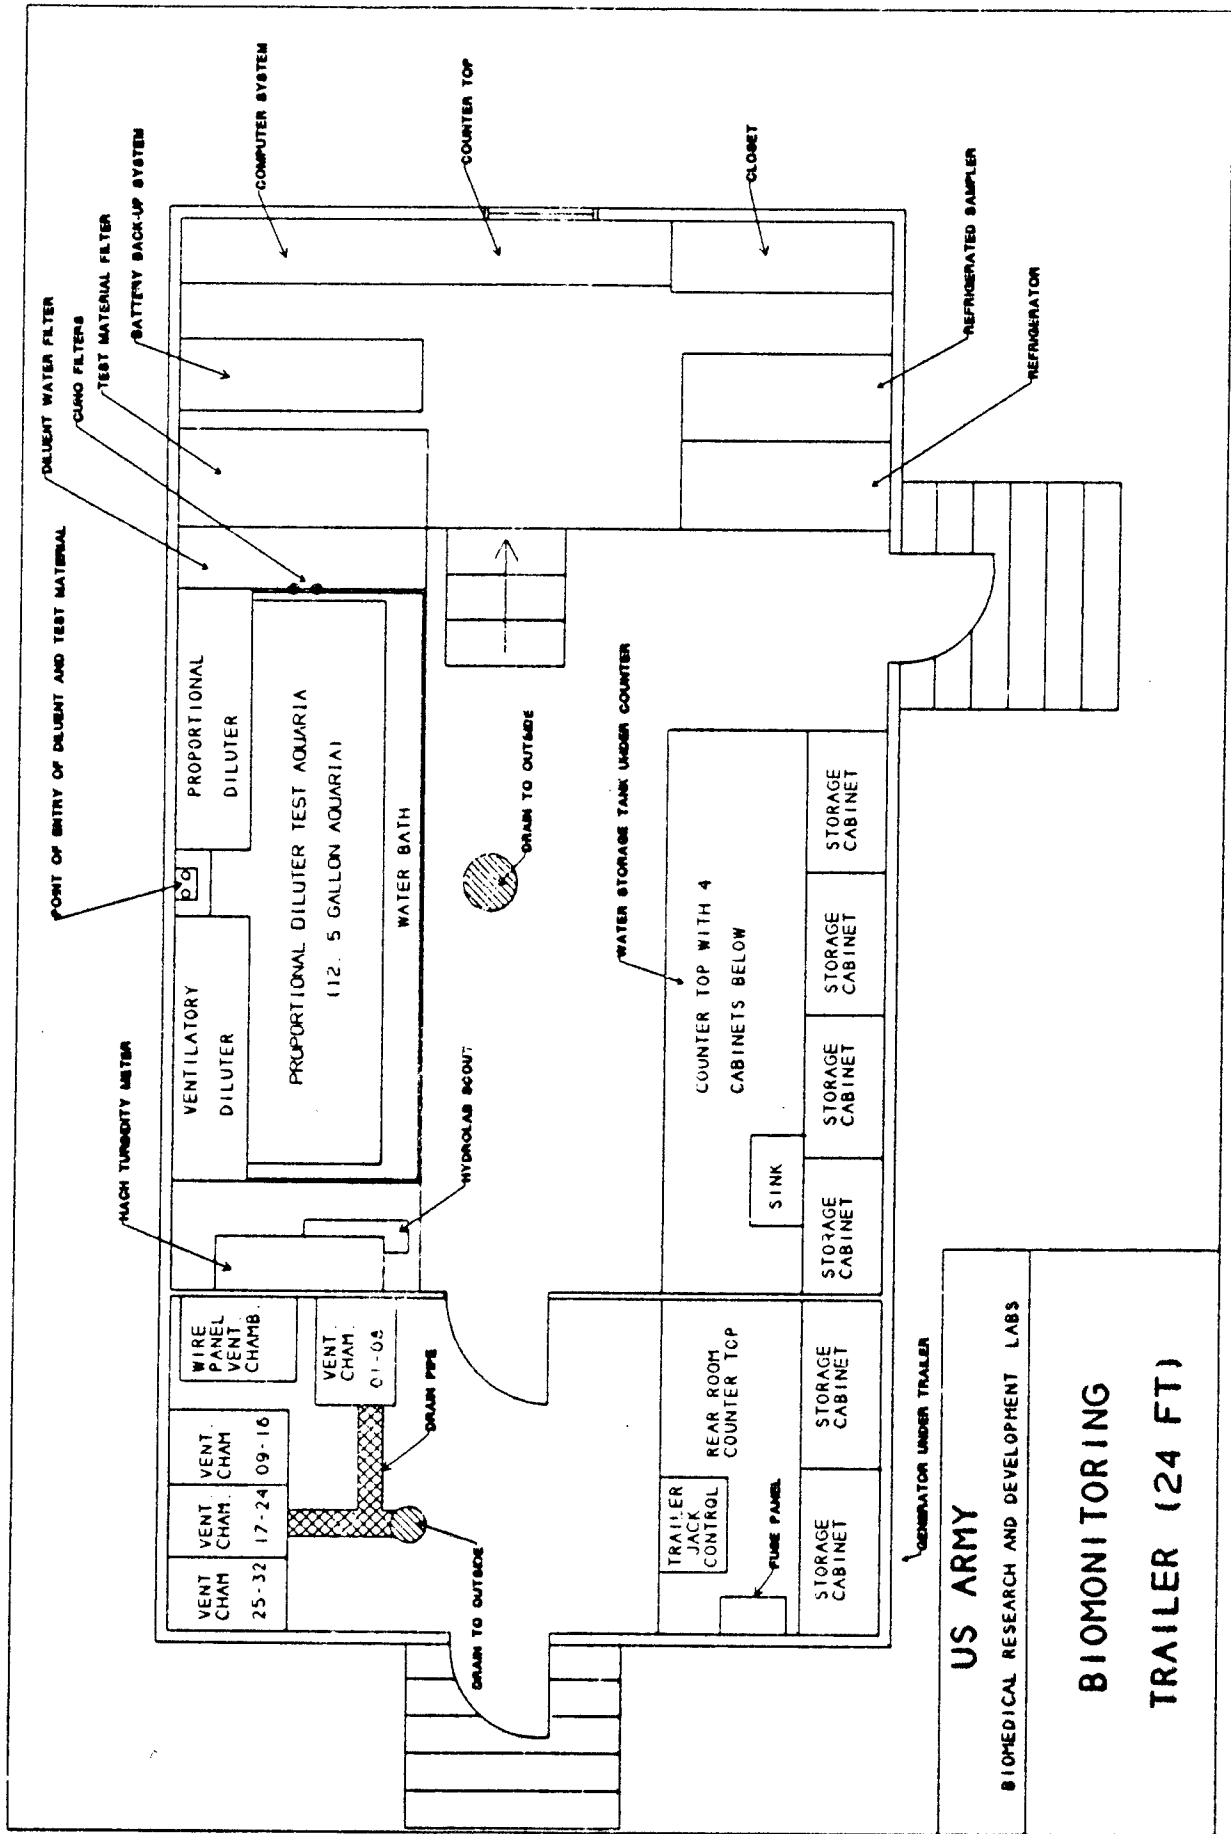 POINT OF ENTRY OF DILUENT AND TEST MATERIAL
DILUENT WATER FILTER
CUNO FILTERS
TEST MATERIAL FILTER
BATTERY BACK-UP SYSTEM
COMPUTER SYSTEM
COUNTER TOP
CLOSET
REFRIGERATED SAMPLER
REFRIGERATOR
HACH TURBIDITY METER
HYDROLAB SCOUT
VENTILATORY
DILUTER
PROPORTIONAL
DILUTER
PROPORTIONAL DILUTER TEST AQUARIA
(12. 5 GALLON AQUARIA)
WATER BATH
DRAIN TO OUTSIDE
WATER STORAGE TANK UNDER COUNTER
COUNTER TOP WITH 4
CABINETS BELOW
SINK
STORAGE
CABINET
STORAGE
CABINET
STORAGE
CABINET
STORAGE
CABINET
WIRE
PANEL
VENT.
CHAMB.
VENT.
CHAM.
01-08
VENT.
CHAM
09-16
VENT.
CHAM.
17-24
VENT
CHAM
25-32
DRAIN PIPE
DRAIN TO OUTSIDE
REAR ROOM
COUNTER TOP
TRAILER
JACK
CONTROL
FUSE PANEL
STORAGE
CABINET
STORAGE
CABINET
GENERATOR UNDER TRAILER
US ARMY
BIOMEDICAL RESEARCH AND DEVELOPMENT LABS
BIOMONITORING
TRAILER (24 FT)